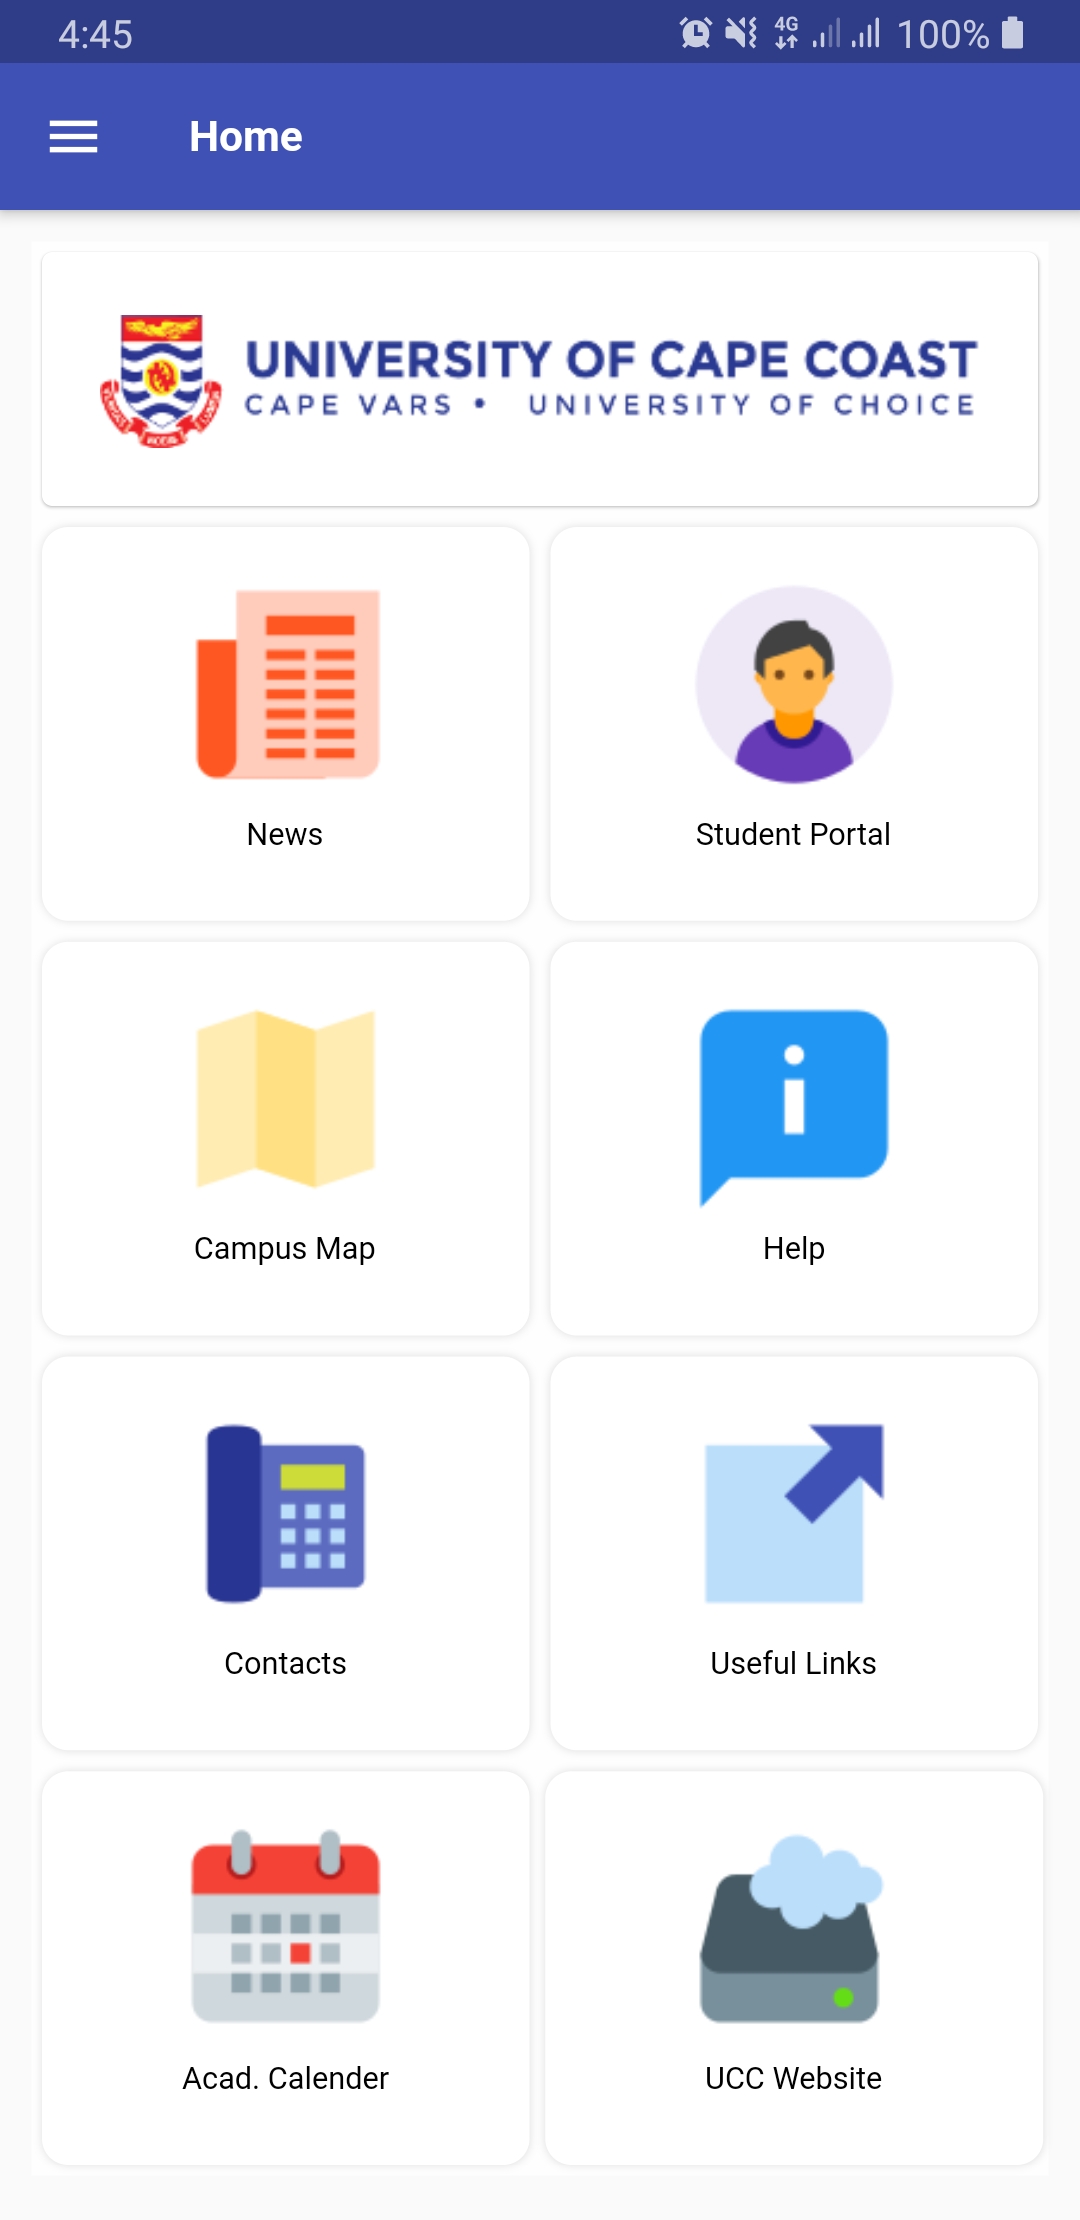 4:45 4G 100%
Home
UNIVERSITY OF CAPE COAST
CAPE VARS • UNIVERSITY OF CHOICE
News
Student Portal
Campus Map
Help
Contacts
Useful Links
Acad. Calender
UCC Website